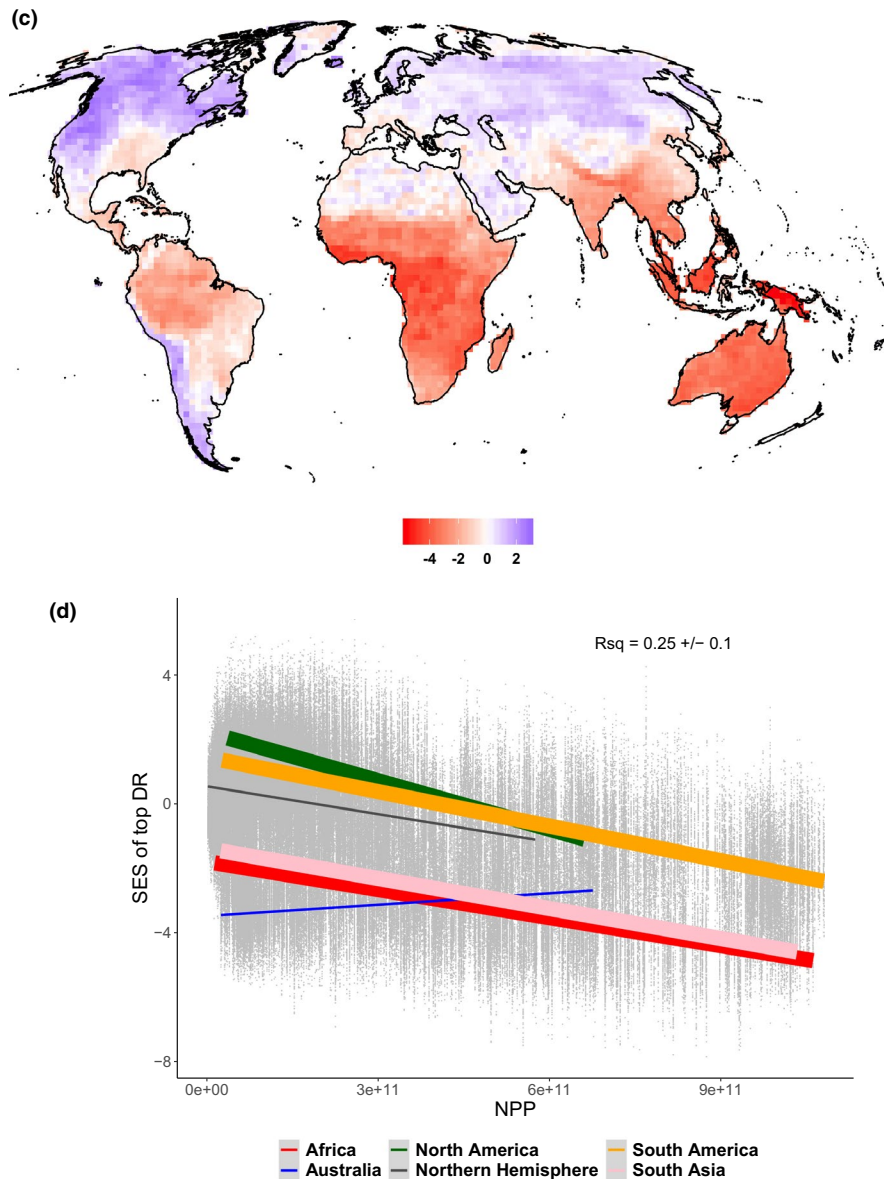 (c)
-4 -2 0 2
(d)
Rsq = 0.25 +/− 0.1
SES of top DR
4
0
−4
−8
0e+00 3e+11 6e+11 9e+11
NPP
Africa North America South America
Australia Northern Hemisphere South Asia